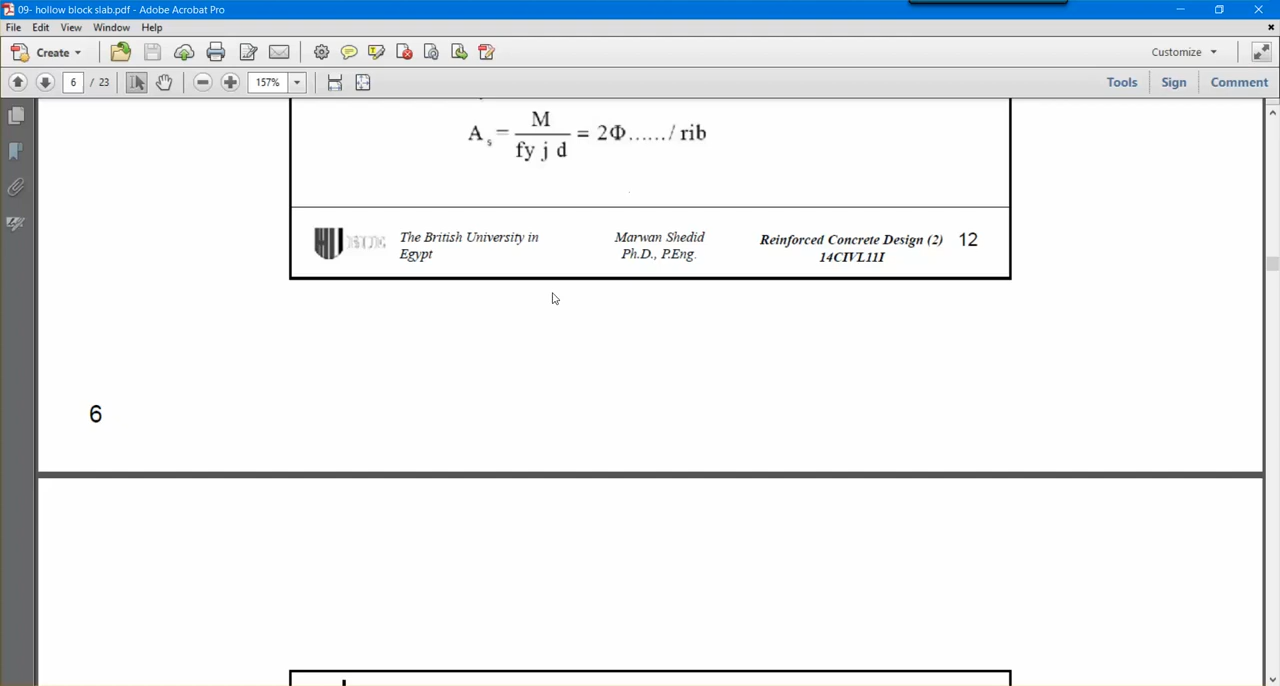 09- hollow block slab.pdf - Adobe Acrobat Pro
File Edit View Window Help
Create
Customize
6 / 23
157%
Tools Sign Comment
A s = M / fy j d = 2Φ....../ rib
The British University in
Egypt
Marwan Shedid
Ph.D., P.Eng.
Reinforced Concrete Design (2)
14CIVL11I
12
6